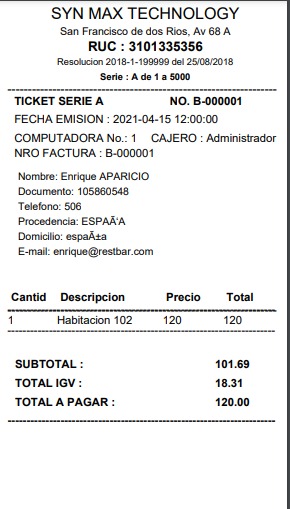 SYN MAX TECHNOLOGY
San Francisco de dos Rios, Av 68 A
RUC : 3101335356
Resolucion 2018-1-199999 del 25/08/2018
Serie : A de 1 a 5000
TICKET SERIE A NO. B-000001
FECHA EMISION : 2021-04-15 12:00:00
COMPUTADORA No.: 1 CAJERO : Administrador
NRO FACTURA : B-000001
Nombre: Enrique APARICIO
Documento: 105860548
Telefono: 506
Procedencia: ESPAÃ‘A
Domicilio: espaÃ±a
E-mail: enrique@restbar.com
Cantid Descripcion Precio Total
1 Habitacion 102 120 120
SUBTOTAL : 101.69
TOTAL IGV : 18.31
TOTAL A PAGAR : 120.00